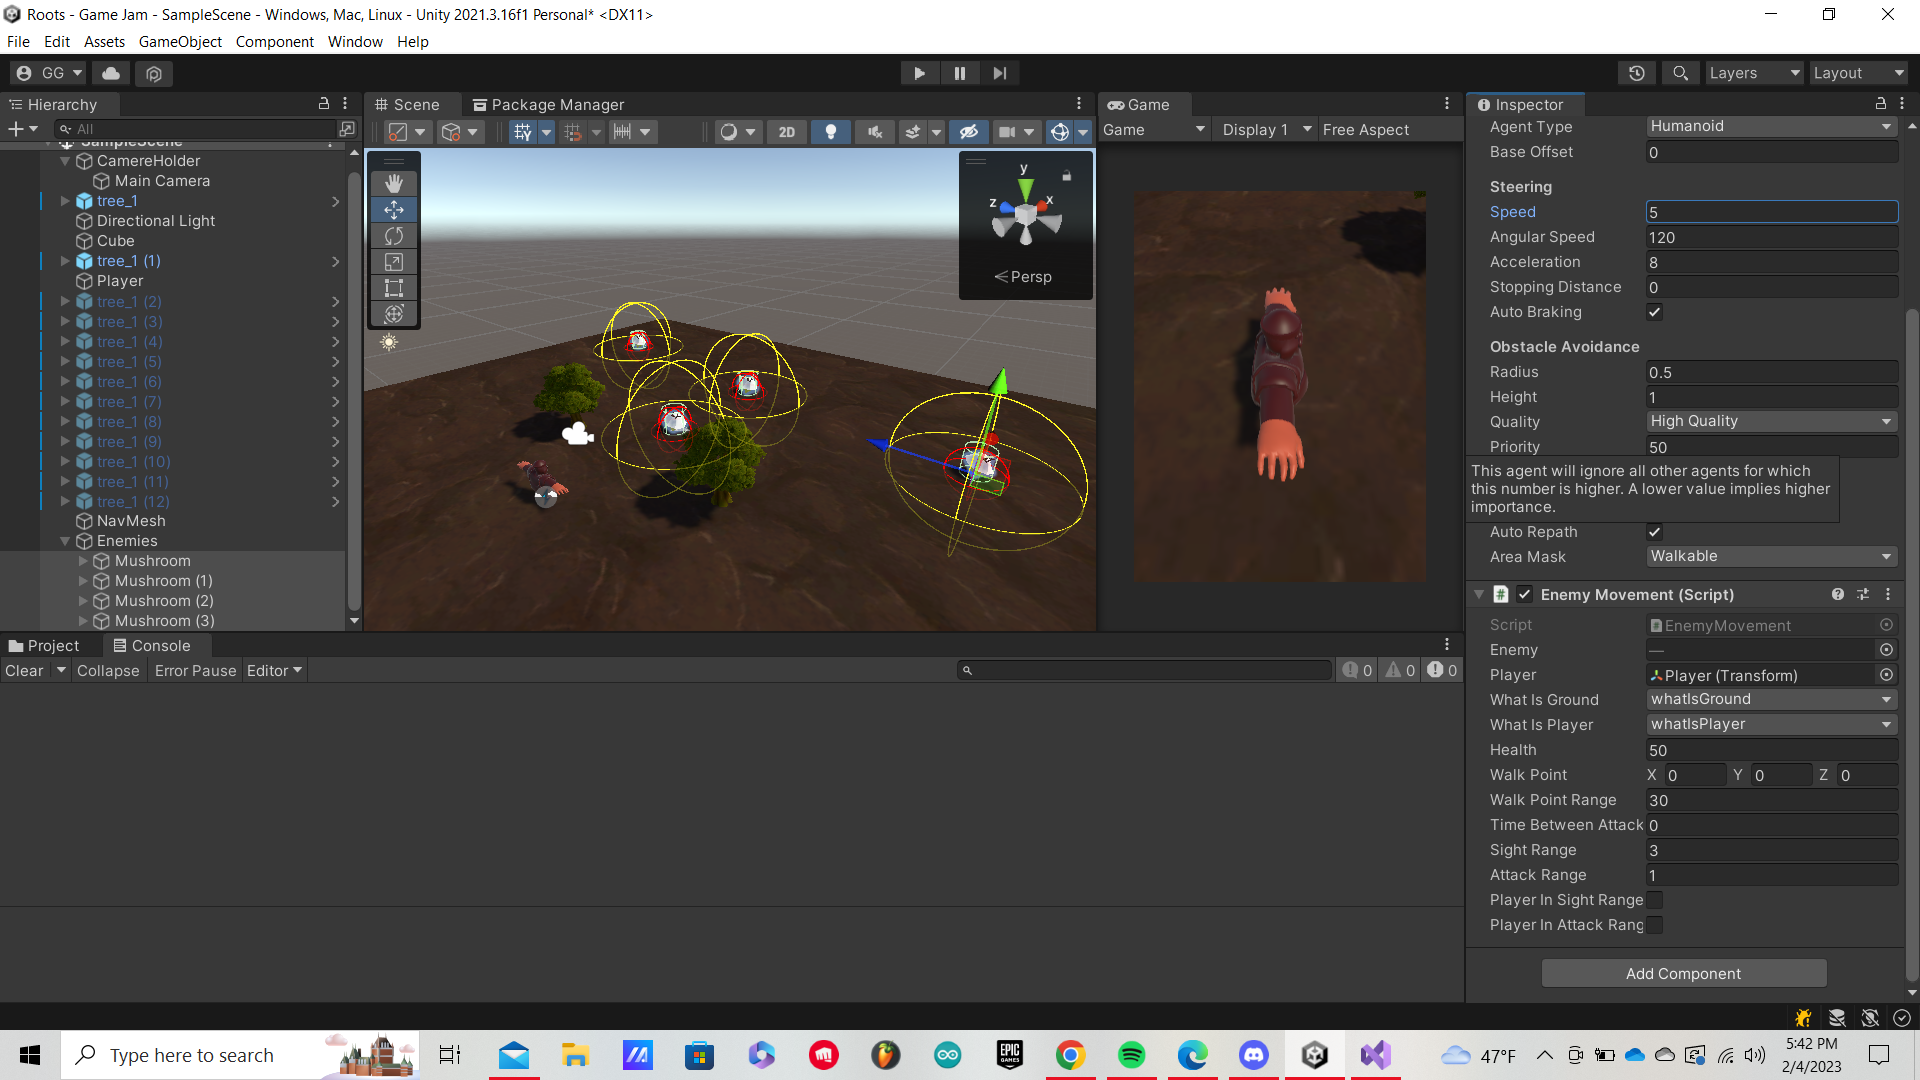 Roots - Game Jam - SampleScene - Windows, Mac, Linux - Unity 2021.3.16f1 Personal* <DX11>
File Edit Assets GameObject Component Window Help
GG Layers Layout
Hierarchy
All
SampleScene
CamereHolder
Main Camera
tree_1
Directional Light
Cube
tree_1 (1)
Player
tree_1 (2)
tree_1 (3)
tree_1 (4)
tree_1 (5)
tree_1 (6)
tree_1 (7)
tree_1 (8)
tree_1 (9)
tree_1 (10)
tree_1 (11)
tree_1 (12)
NavMesh
Enemies
Mushroom
Mushroom (1)
Mushroom (2)
Mushroom (3)
Scene Package Manager
2D
y
z x
Persp
Game
Game Display 1 Free Aspect
Inspector
Agent Type Humanoid
Base Offset 0
Steering
Speed 5
Angular Speed 120
Acceleration 8
Stopping Distance 0
Auto Braking
Obstacle Avoidance
Radius 0.5
Height 1
Quality High Quality
Priority 50
This agent will ignore all other agents for which
this number is higher. A lower value implies higher
importance.
Auto Repath
Area Mask Walkable
Enemy Movement (Script)
Script EnemyMovement
Enemy —
Player Player (Transform)
What Is Ground whatIsGround
What Is Player whatIsPlayer
Health 50
Walk Point X 0 Y 0 Z 0
Walk Point Range 30
Time Between Attack 0
Sight Range 3
Attack Range 1
Player In Sight Range
Player In Attack Rang
Add Component
Project Console
Clear Collapse Error Pause Editor 0 0 0
Type here to search
EPIC GAMES
47°F
5:42 PM
2/4/2023